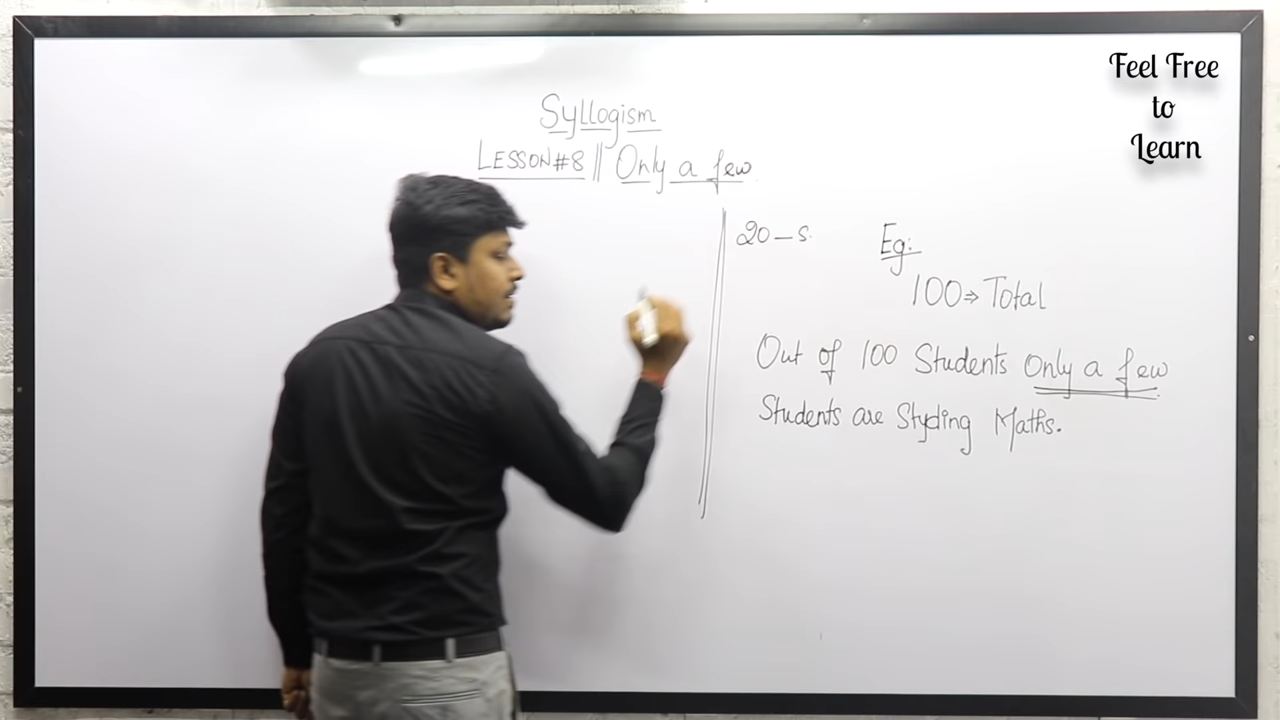 Feel Free
to
Learn
Syllogism
LESSON#8 || Only a few
20 – s.
Eg:
100 ⇒ Total
Out of 100 Students Only a few
Students are Styding Maths.